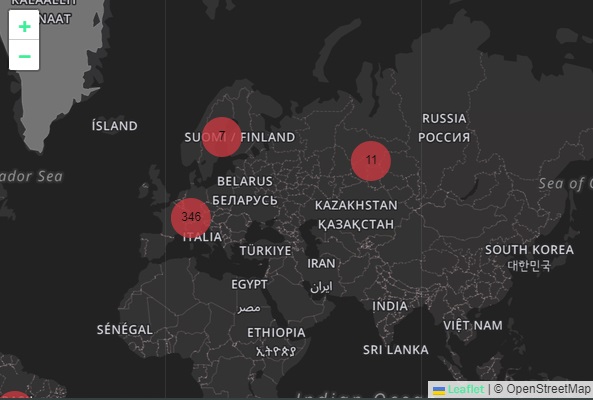 KALAALLIT
NUNAAT
+
−
ÍSLAND
RUSSIA
РОССИЯ
7
SUOMI / FINLAND
11
ador Sea
BELARUS
БЕЛАРУСЬ
Sea of O
KAZAKHSTAN
ҚАЗАҚСТАН
346
ITALIA
TÜRKIYE
SOUTH KOREA
대한민국
IRAN
ایران
EGYPT
مصر
INDIA
SÉNÉGAL
ETHIOPIA
ኢትዮጵያ
VIỆT NAM
SRI LANKA
Indian Ocea
Leaflet | © OpenStreetMap